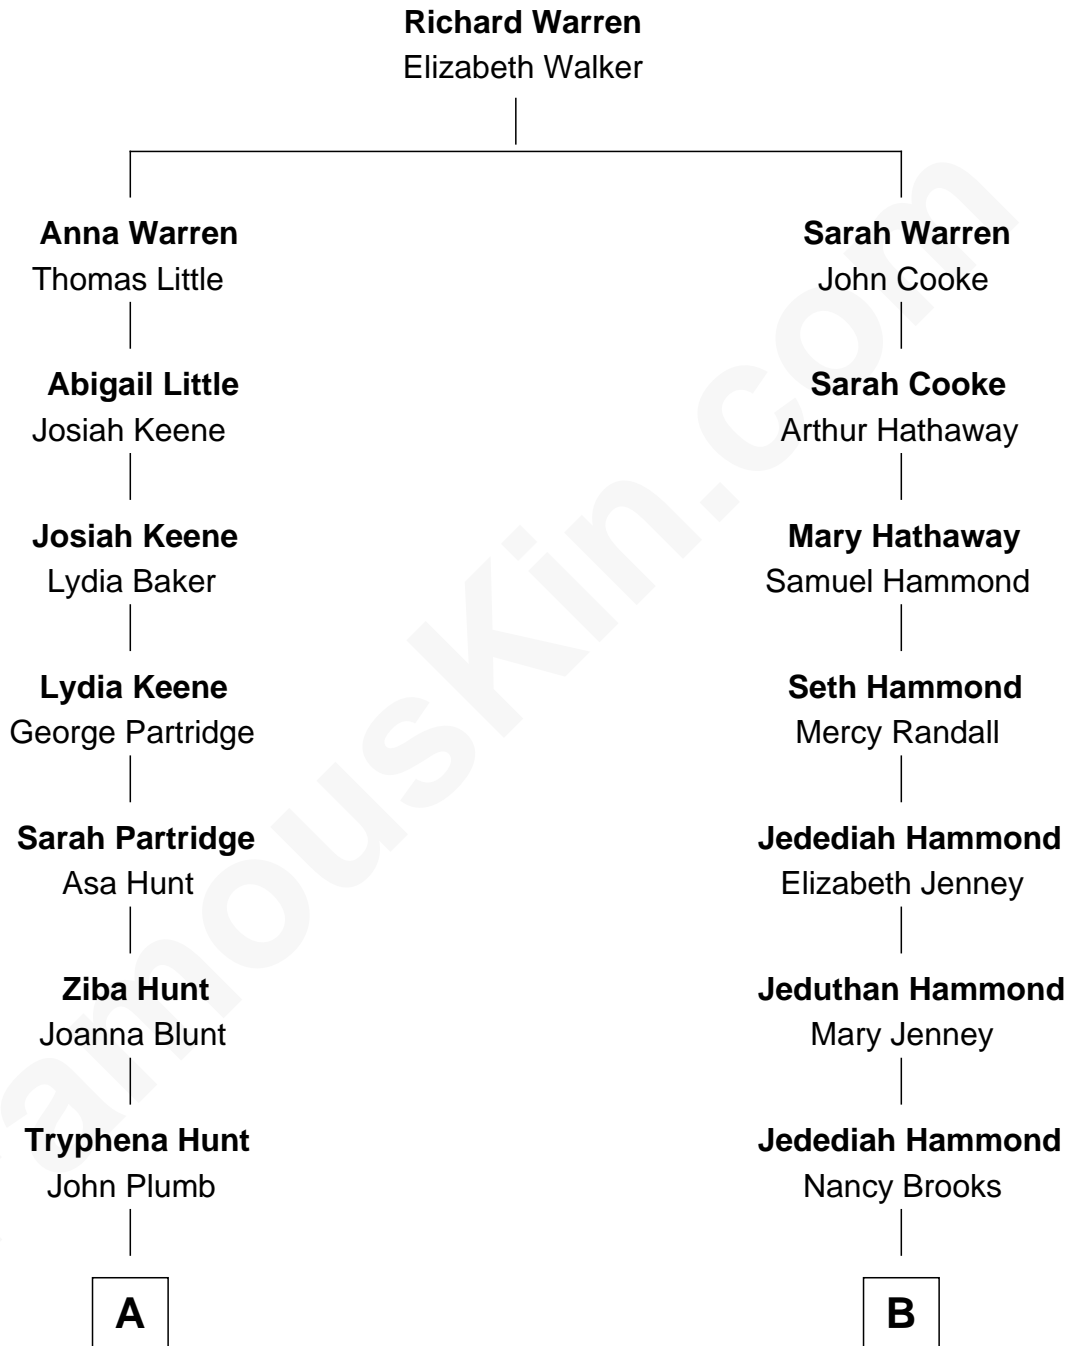 Richard Warren
Elizabeth Walker
Anna Warren
Thomas Little
Sarah Warren
John Cooke
Abigail Little
Josiah Keene
Sarah Cooke
Arthur Hathaway
Josiah Keene
Lydia Baker
Mary Hathaway
Samuel Hammond
Lydia Keene
George Partridge
Seth Hammond
Mercy Randall
Sarah Partridge
Asa Hunt
Jedediah Hammond
Elizabeth Jenney
Ziba Hunt
Joanna Blunt
Jeduthan Hammond
Mary Jenney
Tryphena Hunt
John Plumb
Jedediah Hammond
Nancy Brooks
A
B
amouskin.com